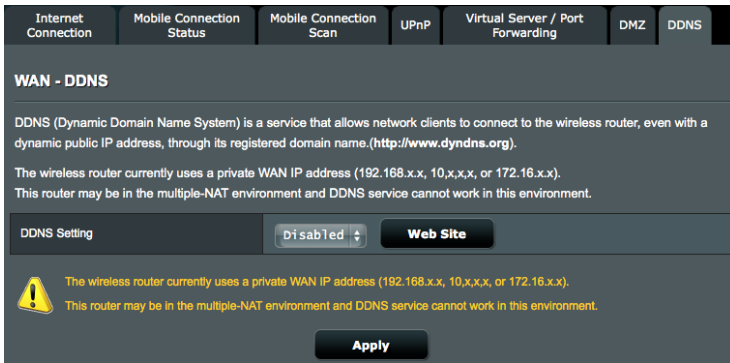 Internet Connection
Mobile Connection Status
Mobile Connection Scan
UPnP
Virtual Server / Port Forwarding
DMZ
DDNS
WAN - DDNS
DDNS (Dynamic Domain Name System) is a service that allows network clients to connect to the wireless router, even with a
dynamic public IP address, through its registered domain name.(http://www.dyndns.org).
The wireless router currently uses a private WAN IP address (192.168.x.x, 10,x,x,x, or 172.16.x.x).
This router may be in the multiple-NAT environment and DDNS service cannot work in this environment.
DDNS Setting
Disabled
Web Site
The wireless router currently uses a private WAN IP address (192.168.x.x, 10,x,x,x, or 172.16.x.x).
This router may be in the multiple-NAT environment and DDNS service cannot work in this environment.
Apply